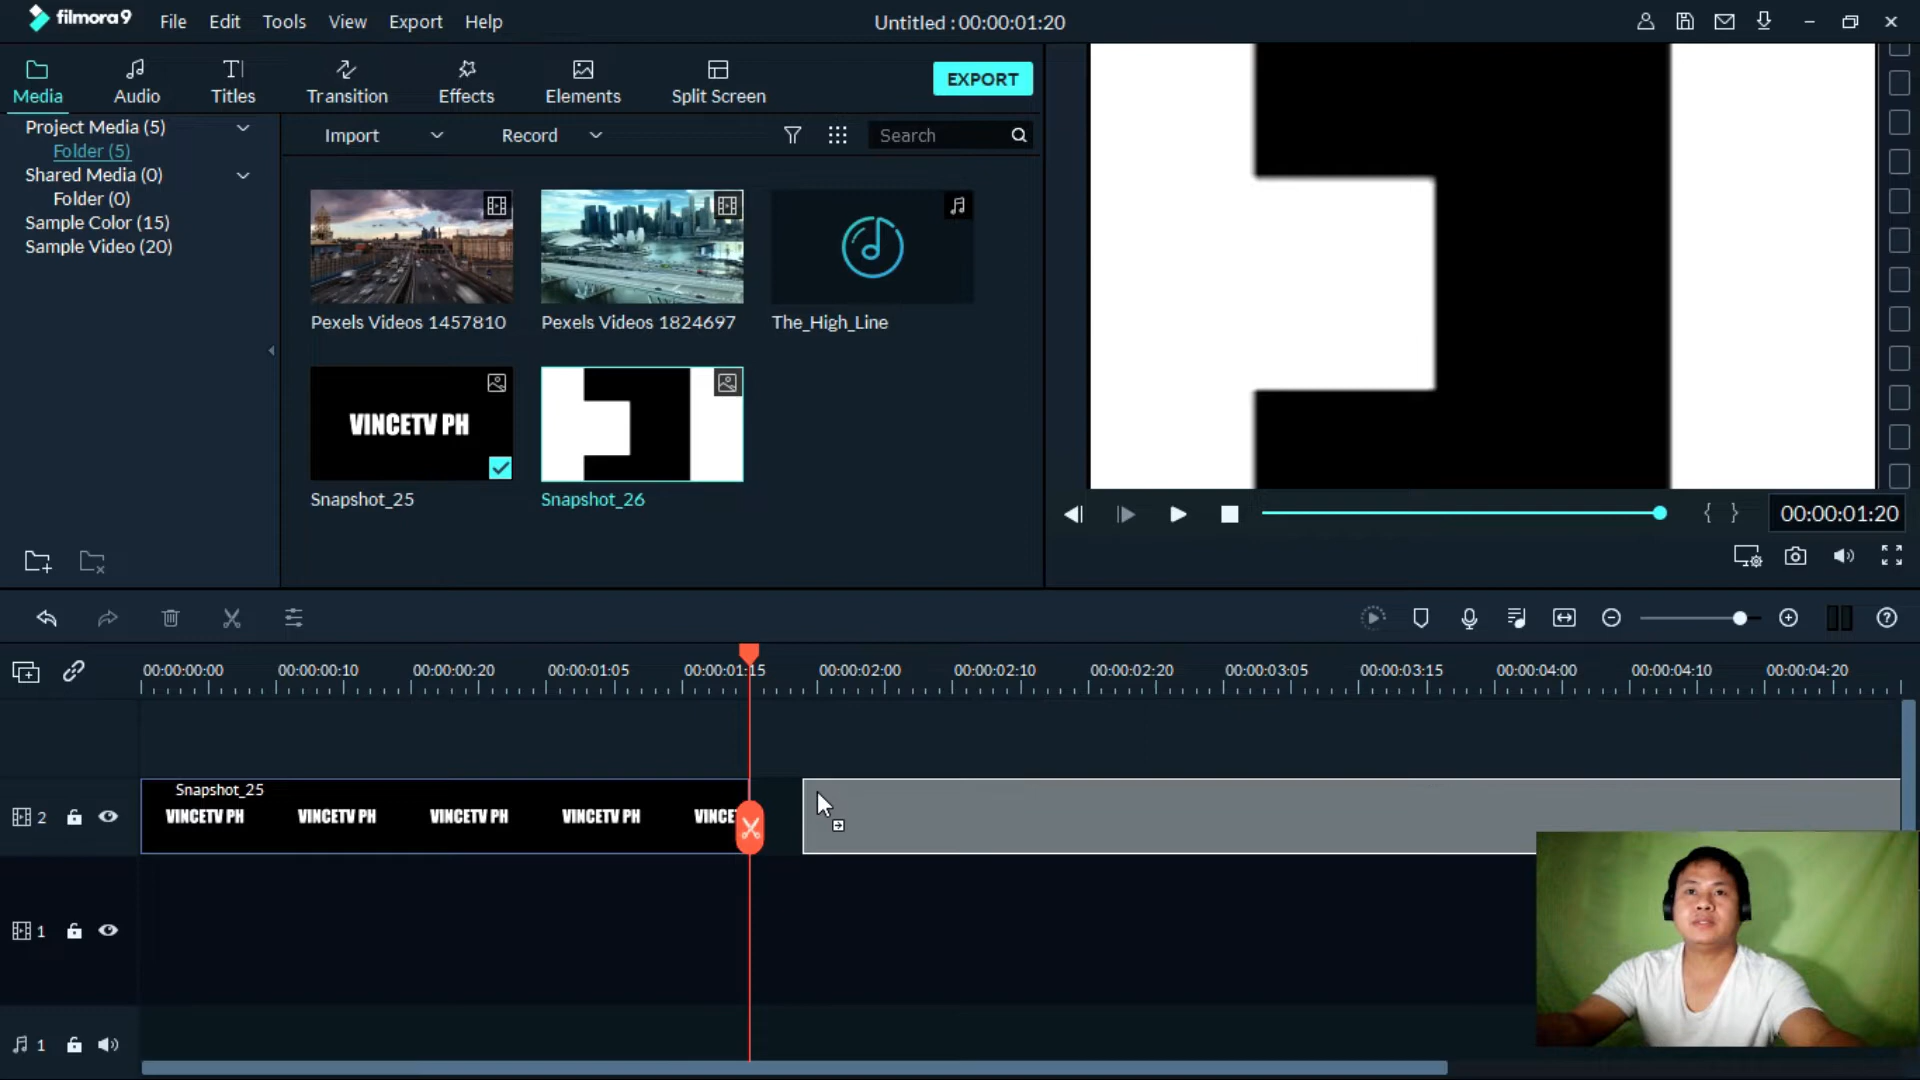 filmora9 File Edit Tools View Export Help Untitled : 00:00:01:20
Media Audio Titles Transition Effects Elements Split Screen EXPORT
Project Media (5)
Folder (5)
Shared Media (0)
Folder (0)
Sample Color (15)
Sample Video (20)
Import Record Search
Pexels Videos 1457810 Pexels Videos 1824697 The_High_Line
VINCETV PH
Snapshot_25 Snapshot_26
{ } 00:00:01:20
00:00:00:00 00:00:00:10 00:00:00:20 00:00:01:05 00:00:01:15 00:00:02:00 00:00:02:10 00:00:02:20 00:00:03:05 00:00:03:15 00:00:04:00 00:00:04:10 00:00:04:20
Snapshot_25
2 VINCETV PH VINCETV PH VINCETV PH VINCETV PH VINCE
1
1